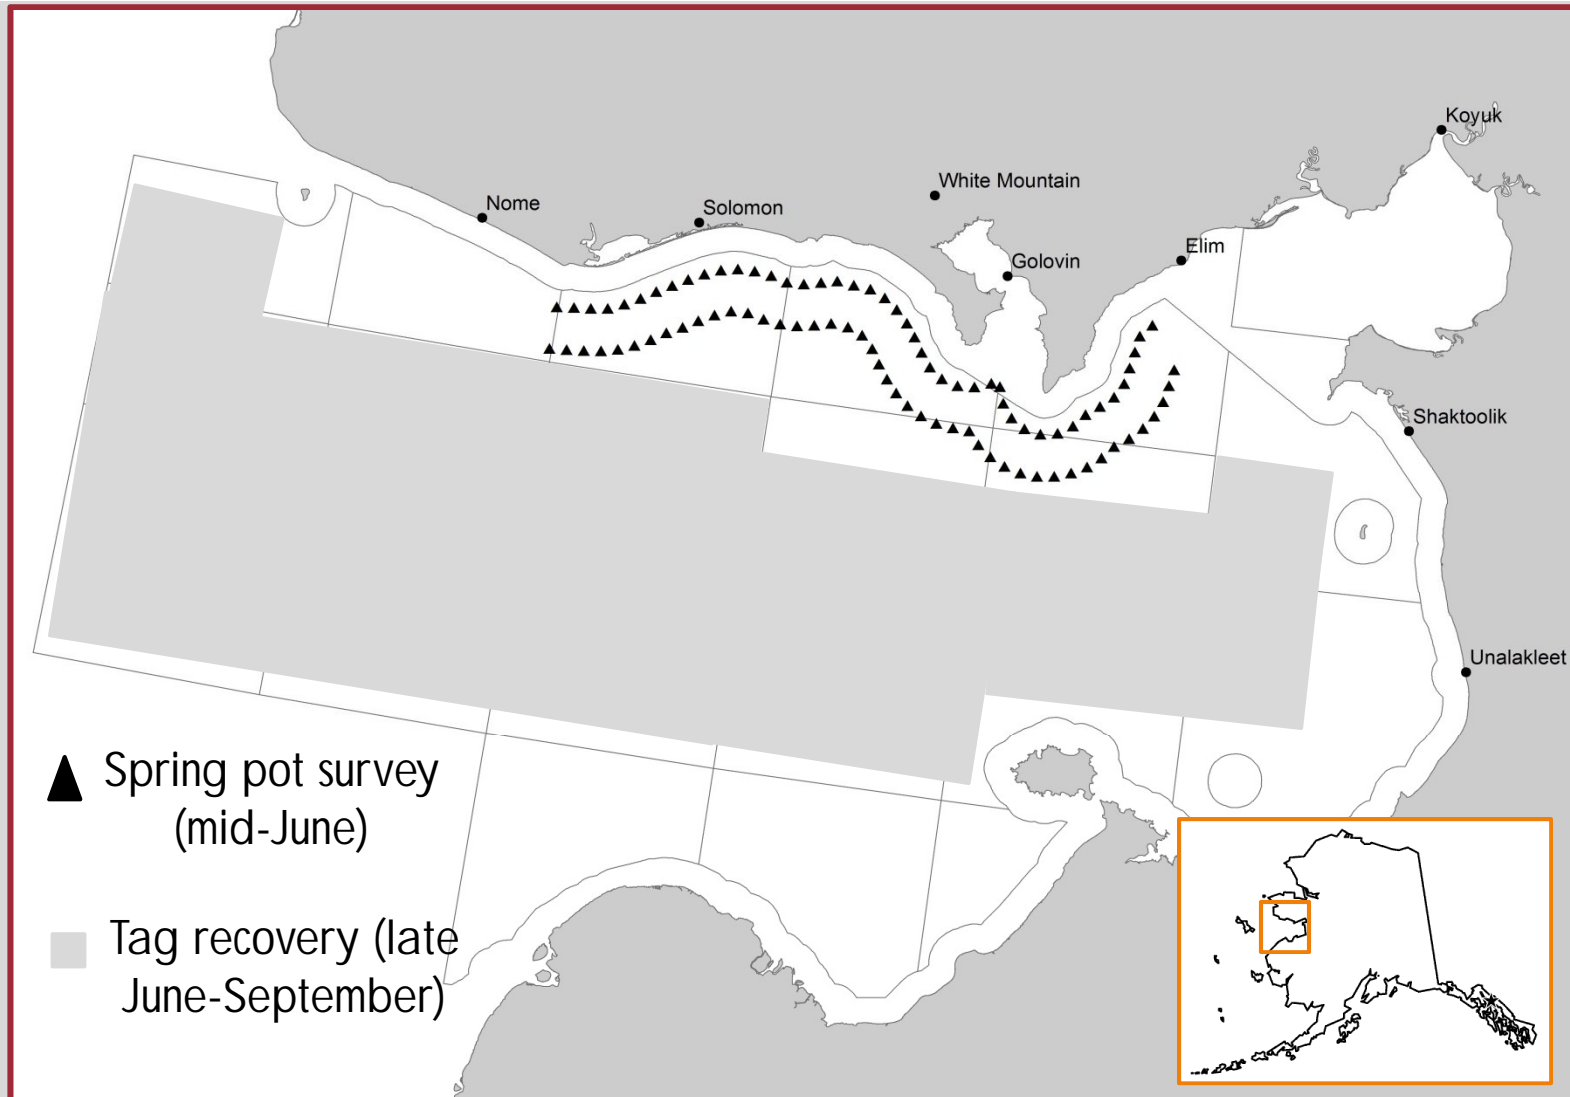 Koyuk
White Mountain
Nome
Solomon
Elim
Golovin
Shaktoolik
Unalakleet
Spring pot survey
(mid-June)
Tag recovery (late
June-September)